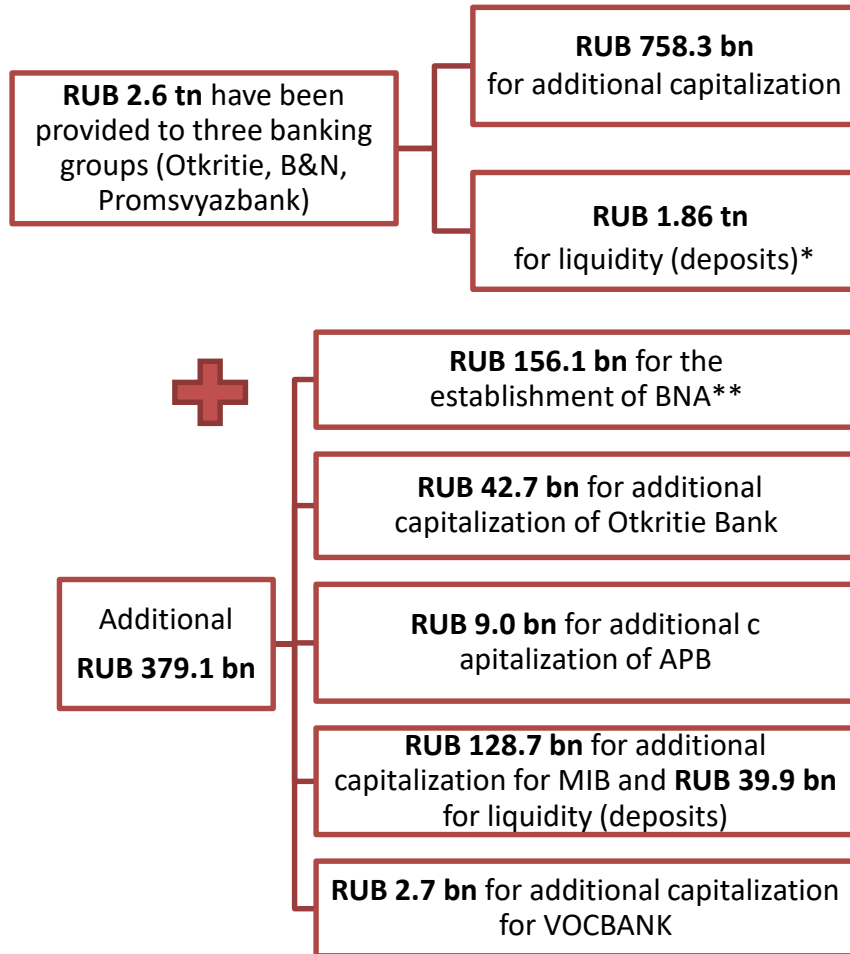 RUB 2.6 tn have been
provided to three banking
groups (Otkritie, B&N,
Promsvyazbank)
RUB 758.3 bn
for additional capitalization
RUB 1.86 tn
for liquidity (deposits)*
Additional
RUB 379.1 bn
RUB 156.1 bn for the
establishment of BNA**
RUB 42.7 bn for additional
capitalization of Otkritie Bank
RUB 9.0 bn for additional c
apitalization of APB
RUB 128.7 bn for additional
capitalization for MIB and RUB 39.9 bn
for liquidity (deposits)
RUB 2.7 bn for additional capitalization
for VOCBANK